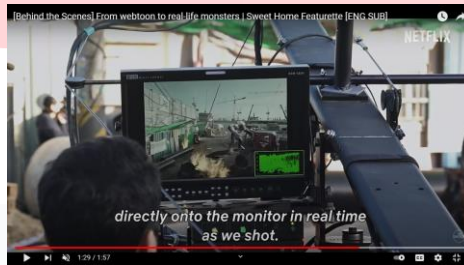 [Behind the Scenes] From webtoon to real-life monsters | Sweet Home Featurette [ENG SUB]
NETFLIX
directly onto the monitor in real time
as we shot.
1:29 / 1:57